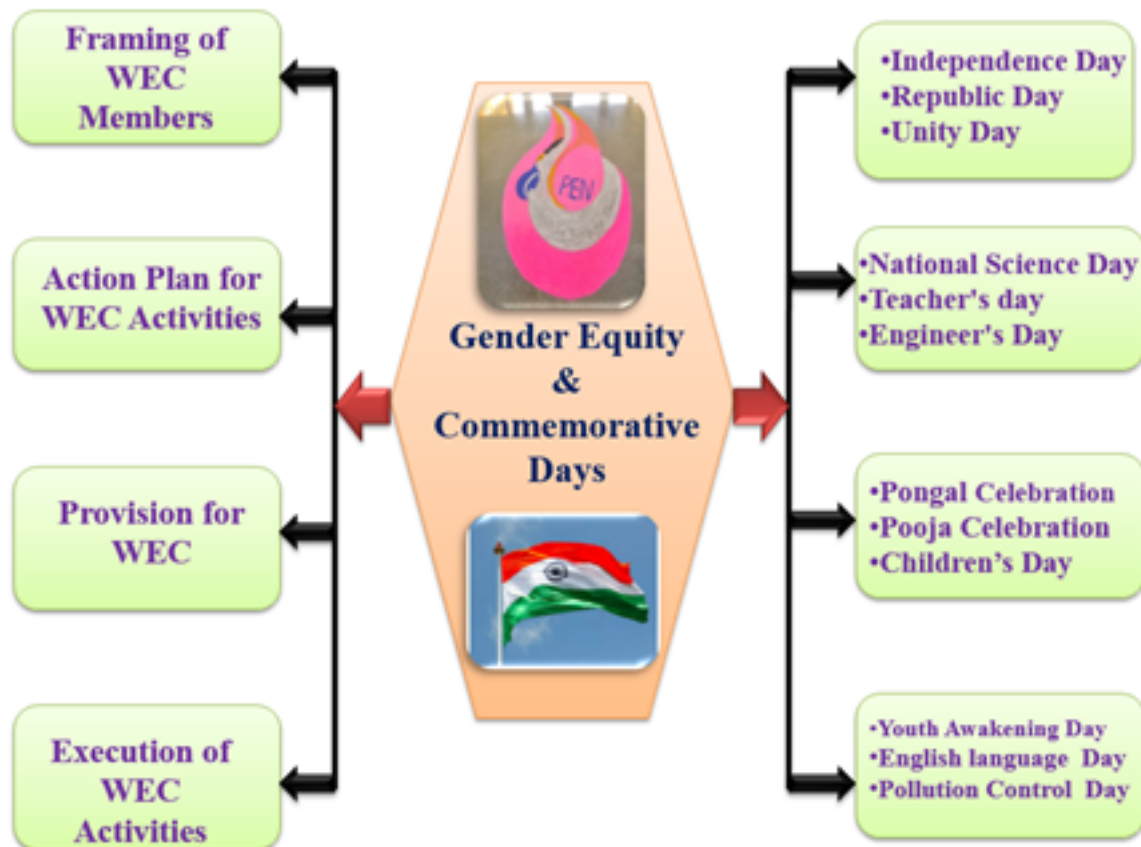 Framing of
WEC
Members
Action Plan for
WEC Activities
Provision for
WEC
Execution of
WEC
Activities
PEN
Gender Equity
&
Commemorative
Days
•Independence Day
•Republic Day
•Unity Day
•National Science Day
•Teacher's day
•Engineer's Day
•Pongal Celebration
•Pooja Celebration
•Children’s Day
•Youth Awakening Day
•English language Day
•Pollution Control Day